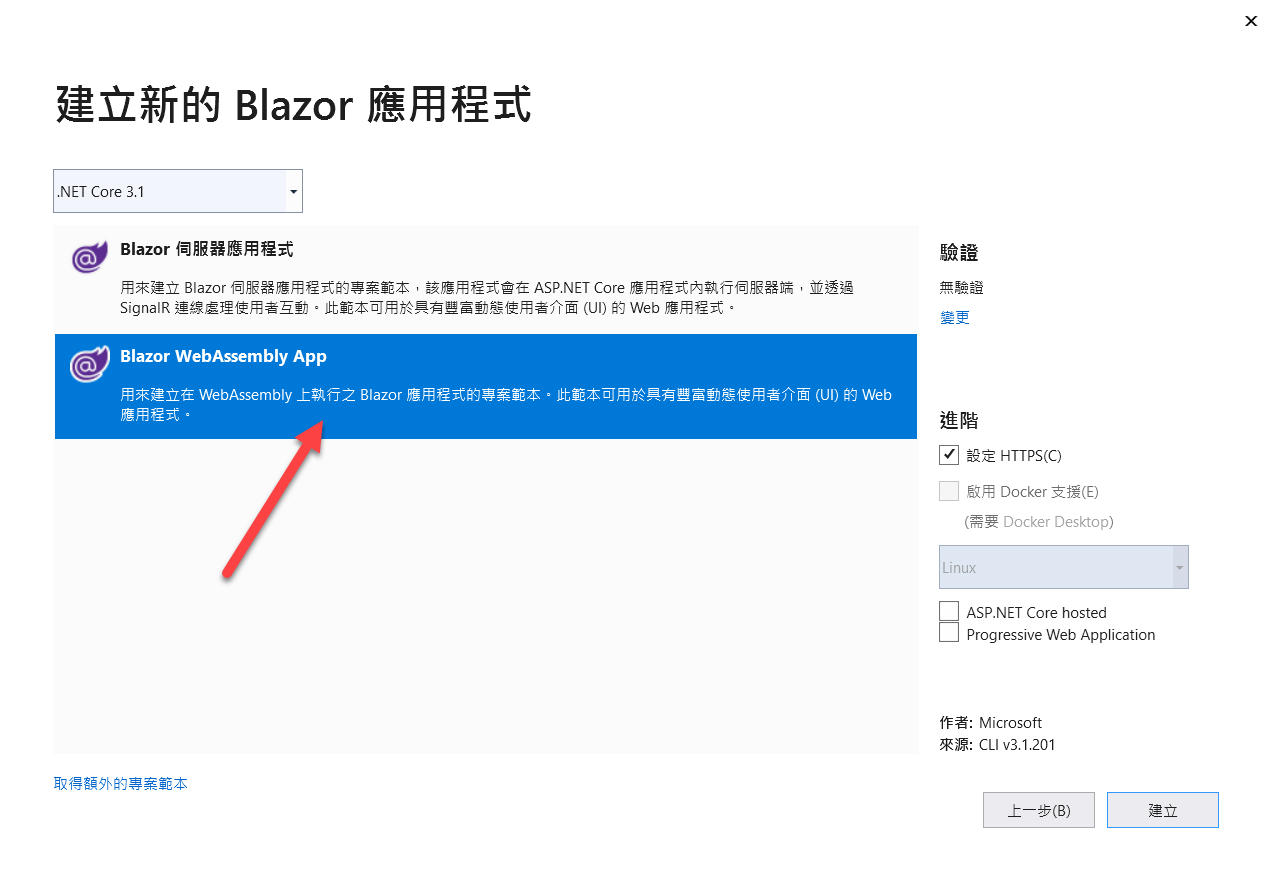 建立新的 Blazor 應用程式
.NET Core 3.1
Blazor 伺服器應用程式
用來建立 Blazor 伺服器應用程式的專案範本，該應用程式會在 ASP.NET Core 應用程式內執行伺服器端，並透過
SignalR 連線處理使用者互動。此範本可用於具有豐富動態使用者介面 (UI) 的 Web 應用程式。
Blazor WebAssembly App
用來建立在 WebAssembly 上執行之 Blazor 應用程式的專案範本。此範本可用於具有豐富動態使用者介面 (UI) 的 Web
應用程式。
取得額外的專案範本
驗證
無驗證
變更
進階
設定 HTTPS(C)
啟用 Docker 支援(E)
(需要 Docker Desktop)
Linux
ASP.NET Core hosted
Progressive Web Application
作者: Microsoft
來源: CLI v3.1.201
上一步(B)
建立